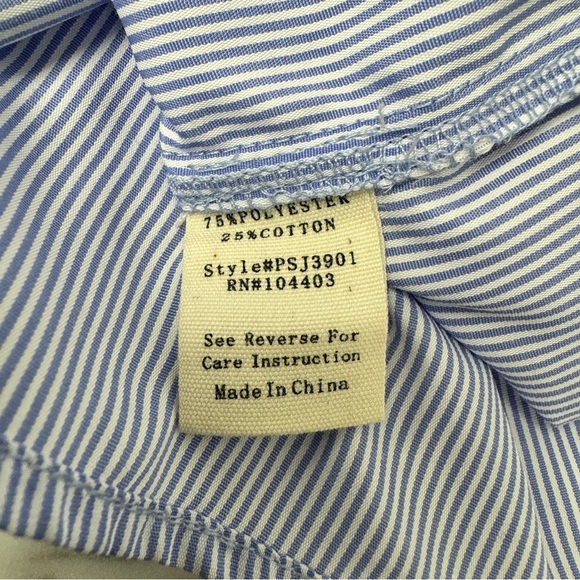 75%POLYESTER
25%COTTON
Style#PSJ3901
RN#104403
See Reverse For
Care Instruction
Made In China